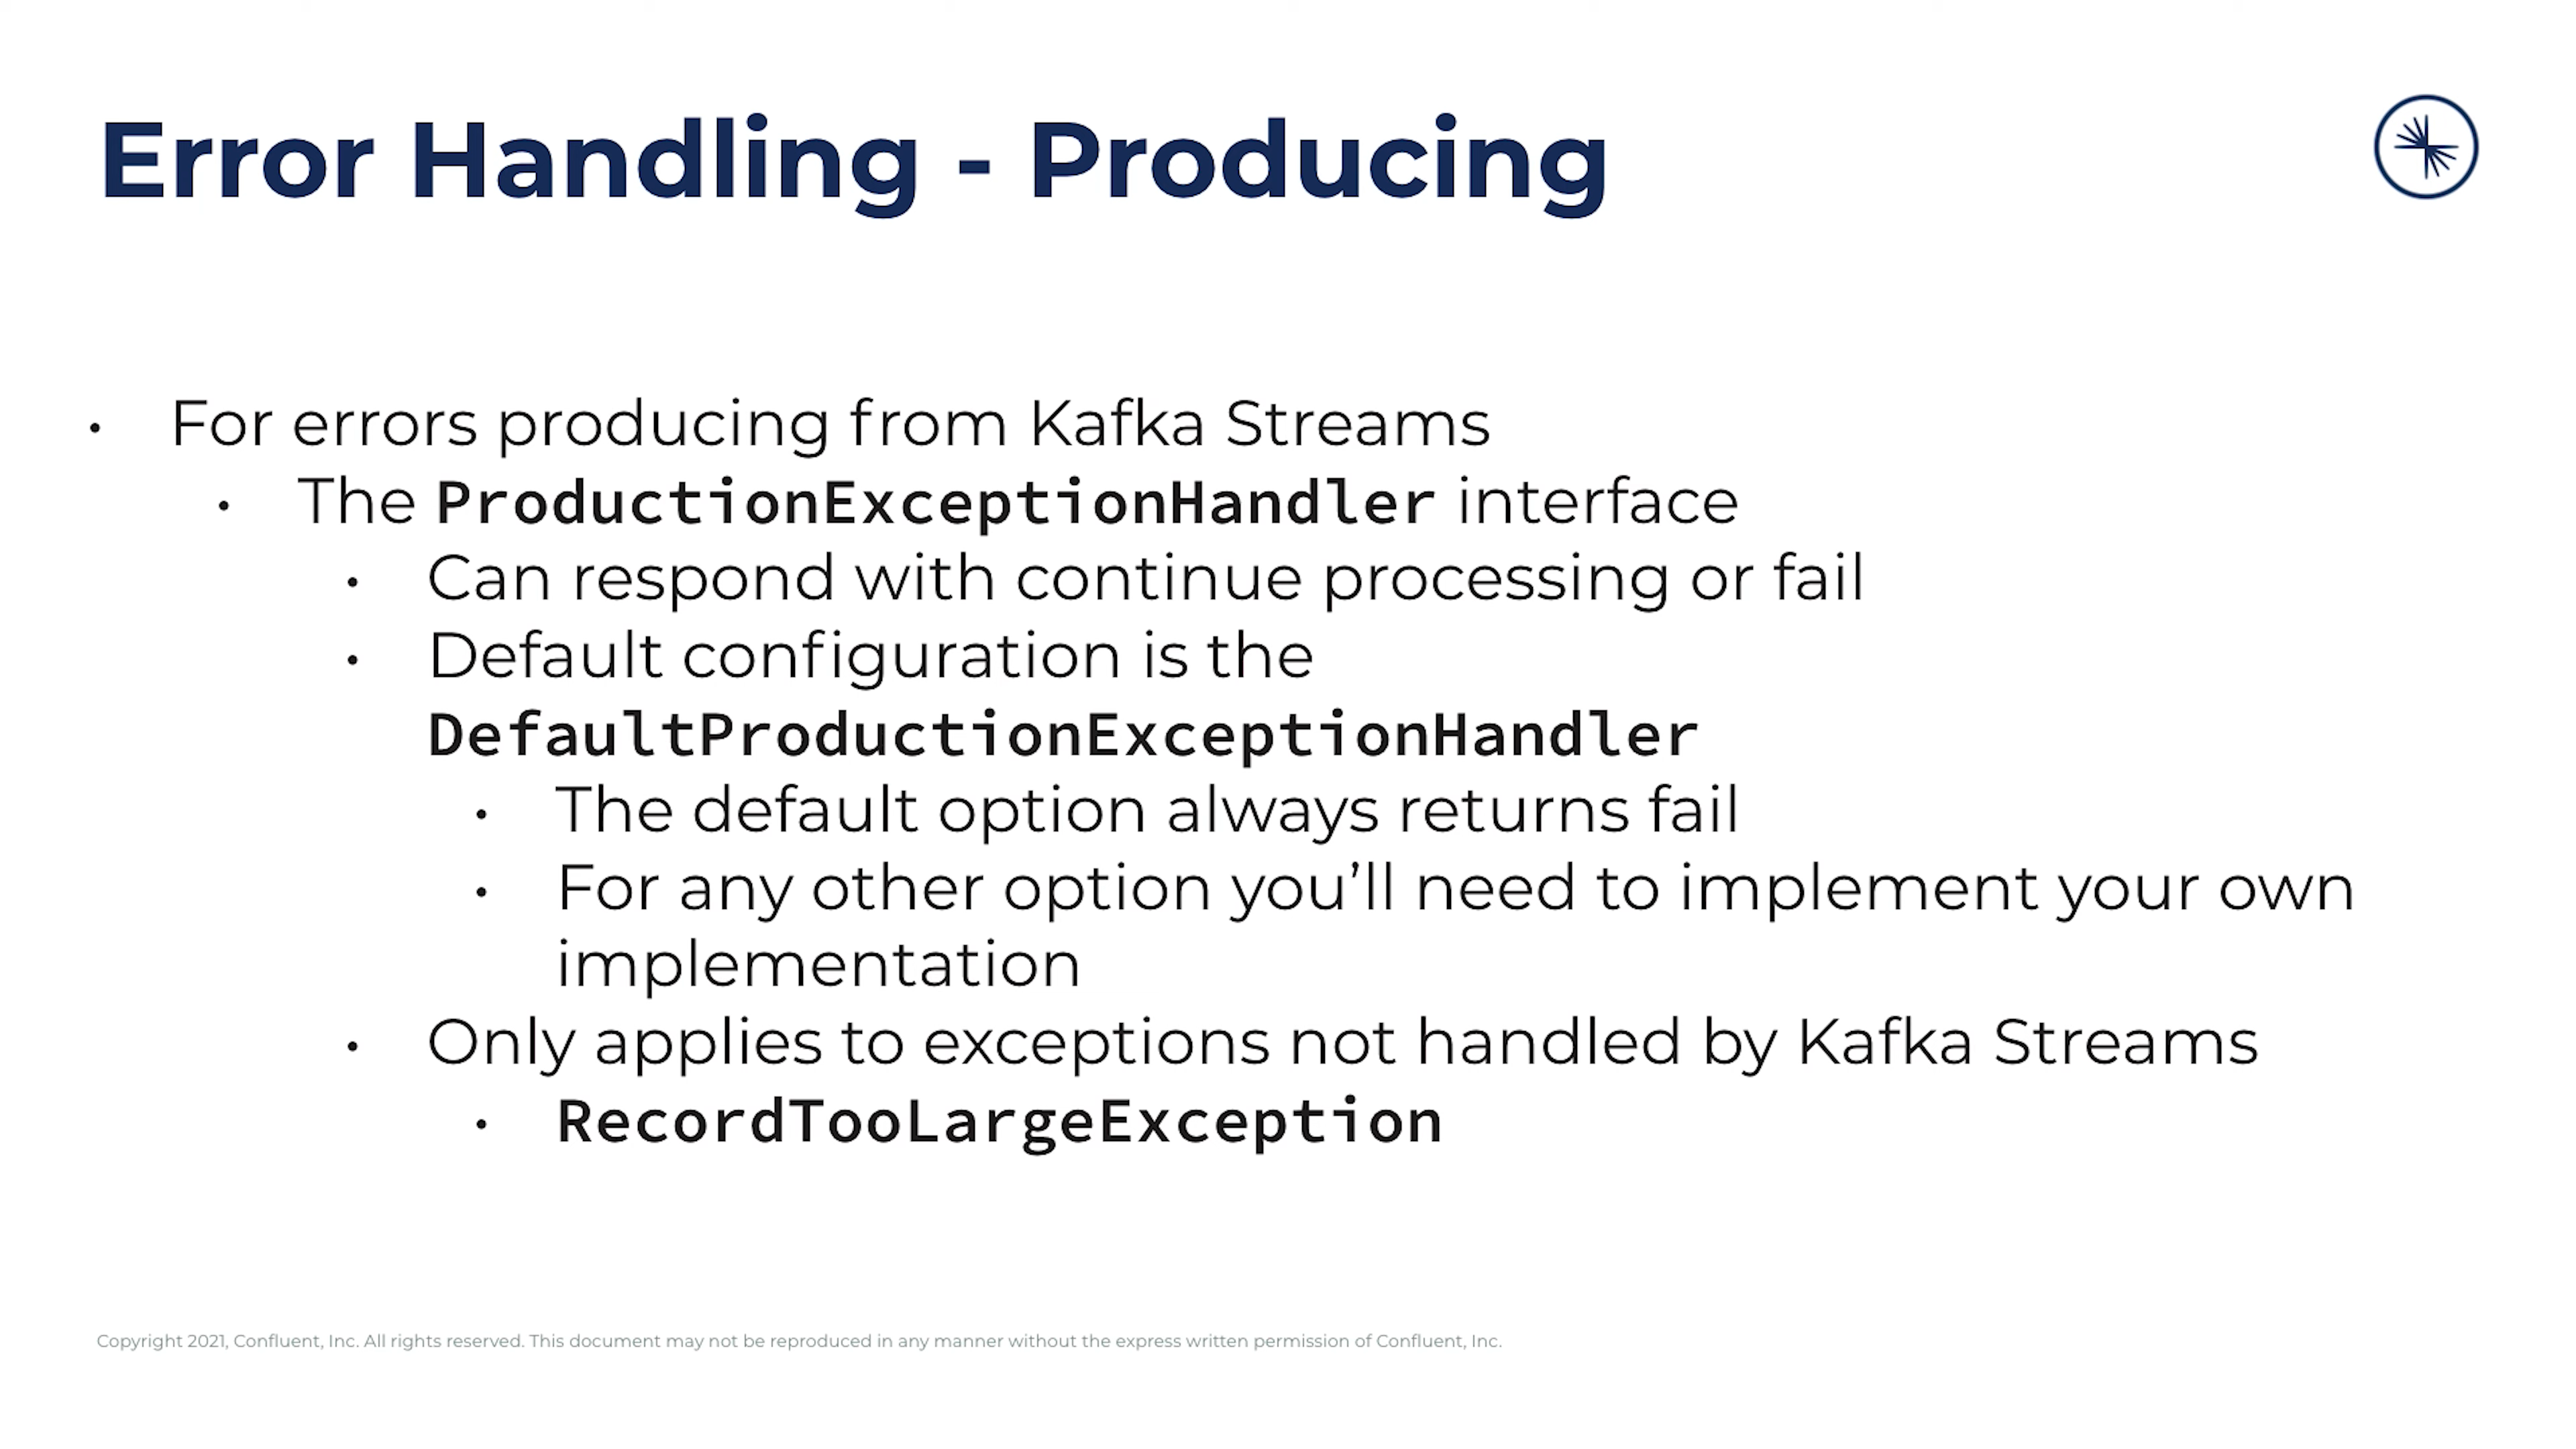 Error Handling - Producing
• For errors producing from Kafka Streams
• The ProductionExceptionHandler interface
• Can respond with continue processing or fail
• Default configuration is the
DefaultProductionExceptionHandler
• The default option always returns fail
• For any other option you’ll need to implement your own
implementation
• Only applies to exceptions not handled by Kafka Streams
• RecordTooLargeException
Copyright 2021, Confluent, Inc. All rights reserved. This document may not be reproduced in any manner without the express written permission of Confluent, Inc.